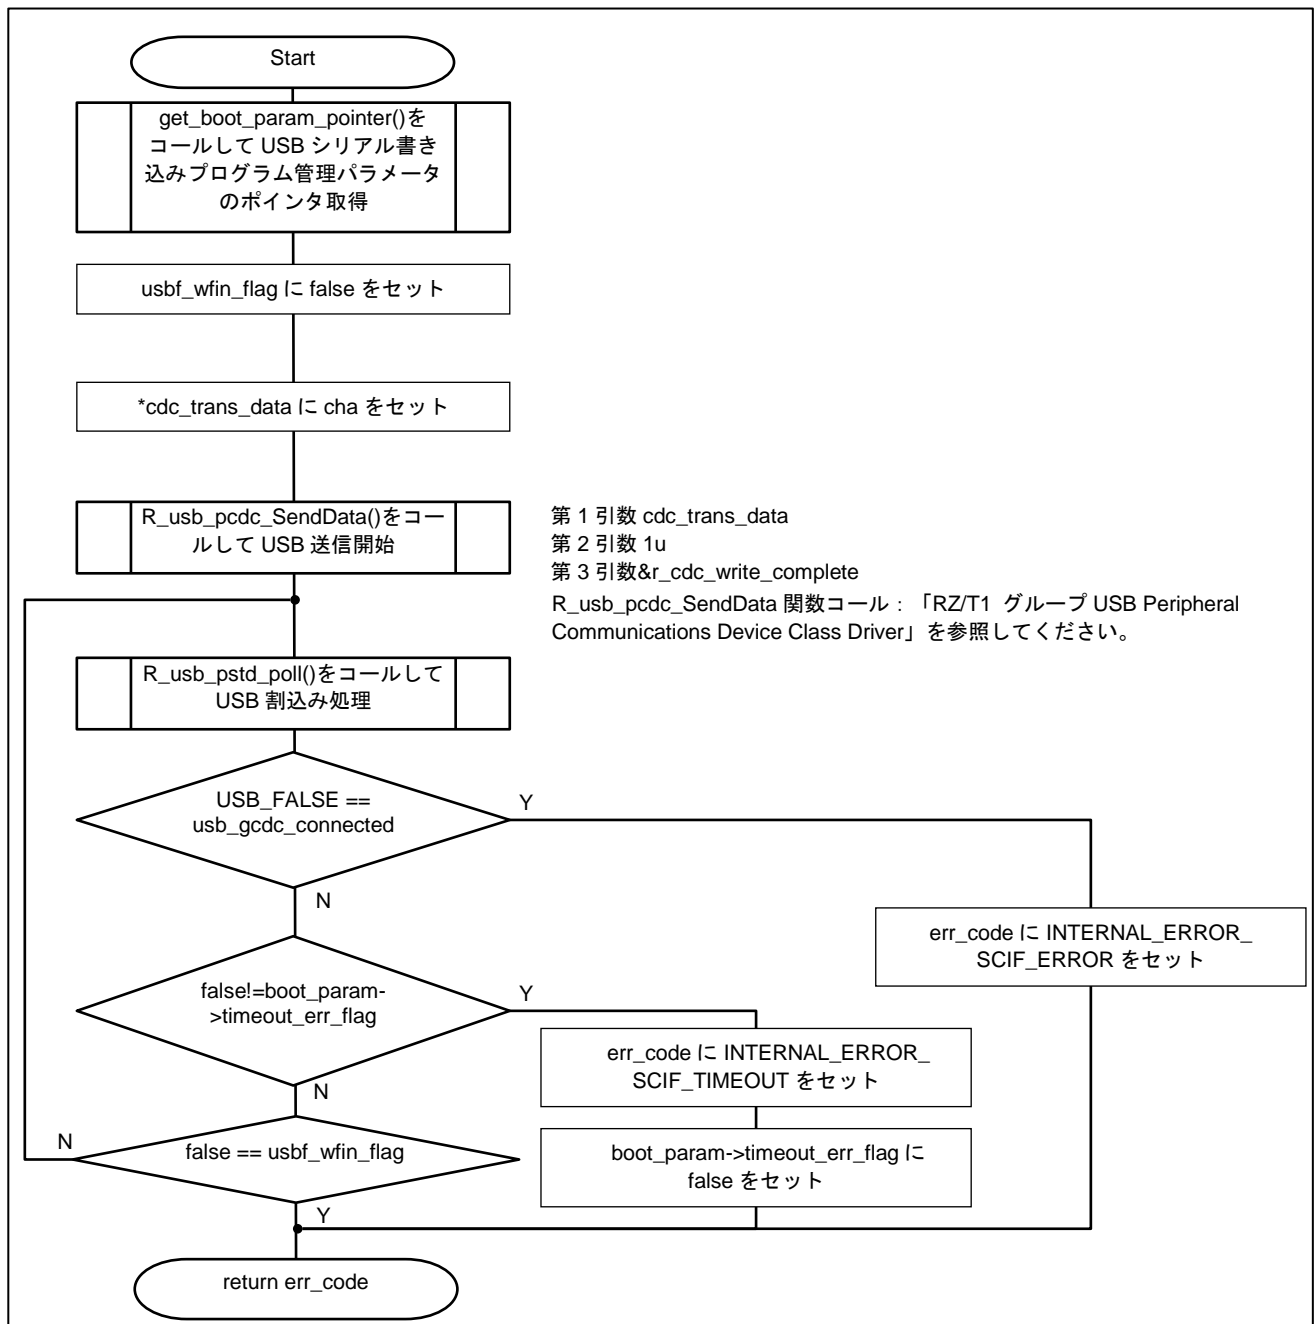 Start
get_boot_param_pointer()を
コールして USB シリアル書き
込みプログラム管理パラメータ
のポインタ取得
usbf_wfin_flag に false をセット
*cdc_trans_data に cha をセット
R_usb_pcdc_SendData()をコー
ルして USB 送信開始
第 1 引数 cdc_trans_data
第 2 引数 1u
第 3 引数&r_cdc_write_complete
R_usb_pcdc_SendData 関数コール：「RZ/T1 グループ USB Peripheral
Communications Device Class Driver」を参照してください。
R_usb_pstd_poll()をコールして
USB 割込み処理
USB_FALSE ==
usb_gcdc_connected
Y
N
err_code に INTERNAL_ERROR_
SCIF_ERROR をセット
false!=boot_param-
>timeout_err_flag
Y
N
err_code に INTERNAL_ERROR_
SCIF_TIMEOUT をセット
boot_param->timeout_err_flag に
false をセット
N
false == usbf_wfin_flag
Y
return err_code